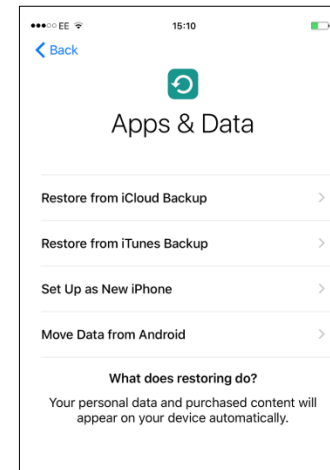 EE 15:10
Back
Apps & Data
Restore from iCloud Backup
Restore from iTunes Backup
Set Up as New iPhone
Move Data from Android
What does restoring do?
Your personal data and purchased content will
appear on your device automatically.